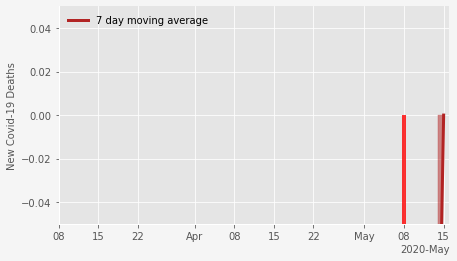 7 day moving average
0.04
0.02
0.00
−0.02
−0.04
New Covid-19 Deaths
08 15 22 Apr 08 15 22 May 08 15
2020-May